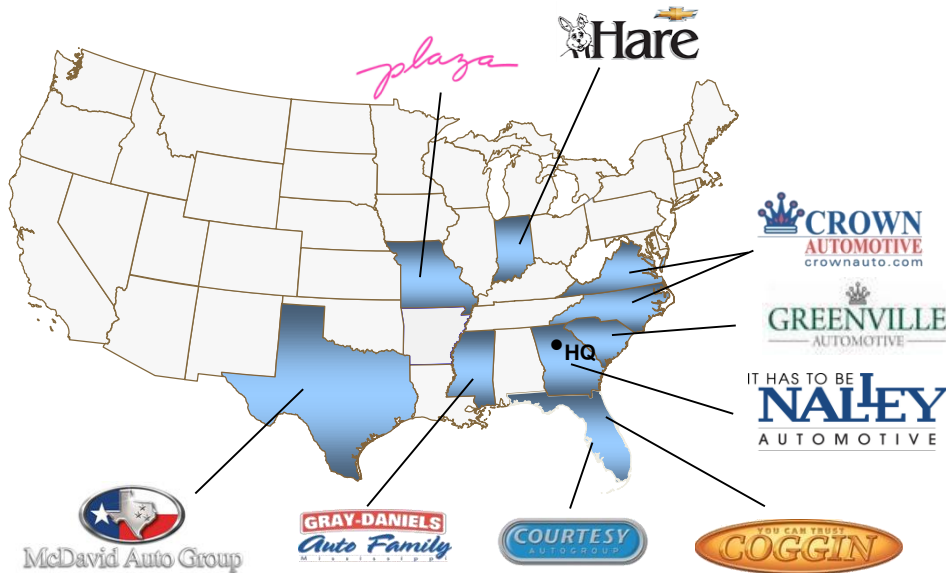 plaza
Hare
CROWN
AUTOMOTIVE
crownauto.com
GREENVILLE
AUTOMOTIVE
HQ
IT HAS TO BE
NALLEY
AUTOMOTIVE
McDavid Auto Group
GRAY-DANIELS
Auto Family
Mississippi
COURTESY
AUTOGROUP
YOU CAN TRUST
COGGIN